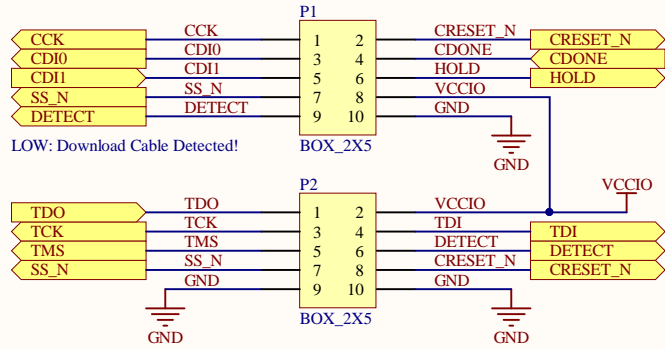 P1
CCK CCK 1 2 CRESET_N CRESET_N
CDI0 CDI0 3 4 CDONE CDONE
CDI1 CDI1 5 6 HOLD HOLD
SS_N SS_N 7 8 VCCIO
DETECT DETECT 9 10 GND
LOW: Download Cable Detected!
BOX_2X5
GND
P2
VCCIO
TDO TDO 1 2 VCCIO
TCK TCK 3 4 TDI TDI
TMS TMS 5 6 DETECT DETECT
SS_N SS_N 7 8 CRESET_N CRESET_N
GND 9 10 GND
BOX_2X5
GND
GND